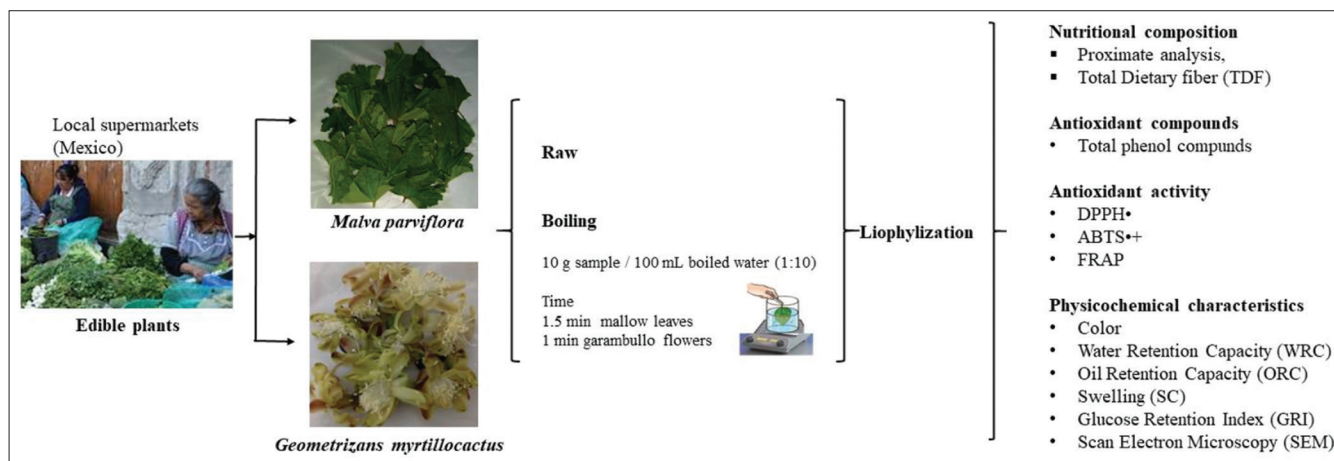 Local supermarkets
(Mexico)
Edible plants
Malva parviflora
Geometrizans myrtillocactus
Raw
Boiling
10 g sample / 100 mL boiled water (1:10)
Time
1.5 min mallow leaves
1 min garambullo flowers
Liophylization
Nutritional composition
▪ Proximate analysis,
▪ Total Dietary fiber (TDF)
Antioxidant compounds
• Total phenol compunds
Antioxidant activity
• DPPH•
• ABTS•+
• FRAP
Physicochemical characteristics
• Color
• Water Retention Capacity (WRC)
• Oil Retention Capacity (ORC)
• Swelling (SC)
• Glucose Retention Index (GRI)
• Scan Electron Microscopy (SEM)